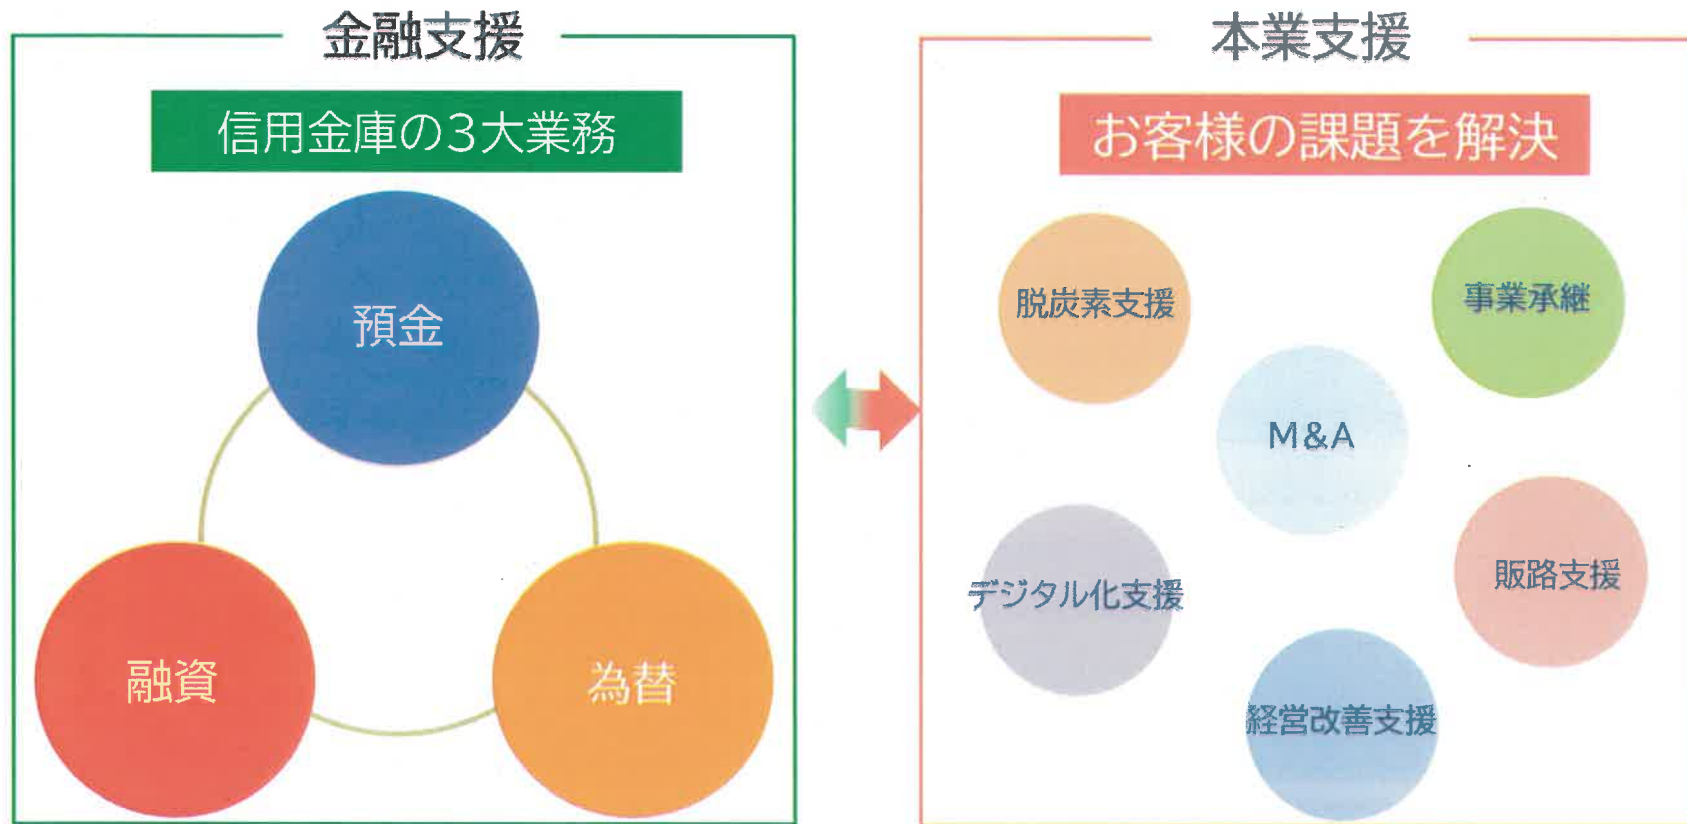 金融支援
信用金庫の3大業務
預金
融資
為替
本業支援
お客様の課題を解決
脱炭素支援
事業承継
M&A
デジタル化支援
販路支援
経営改善支援